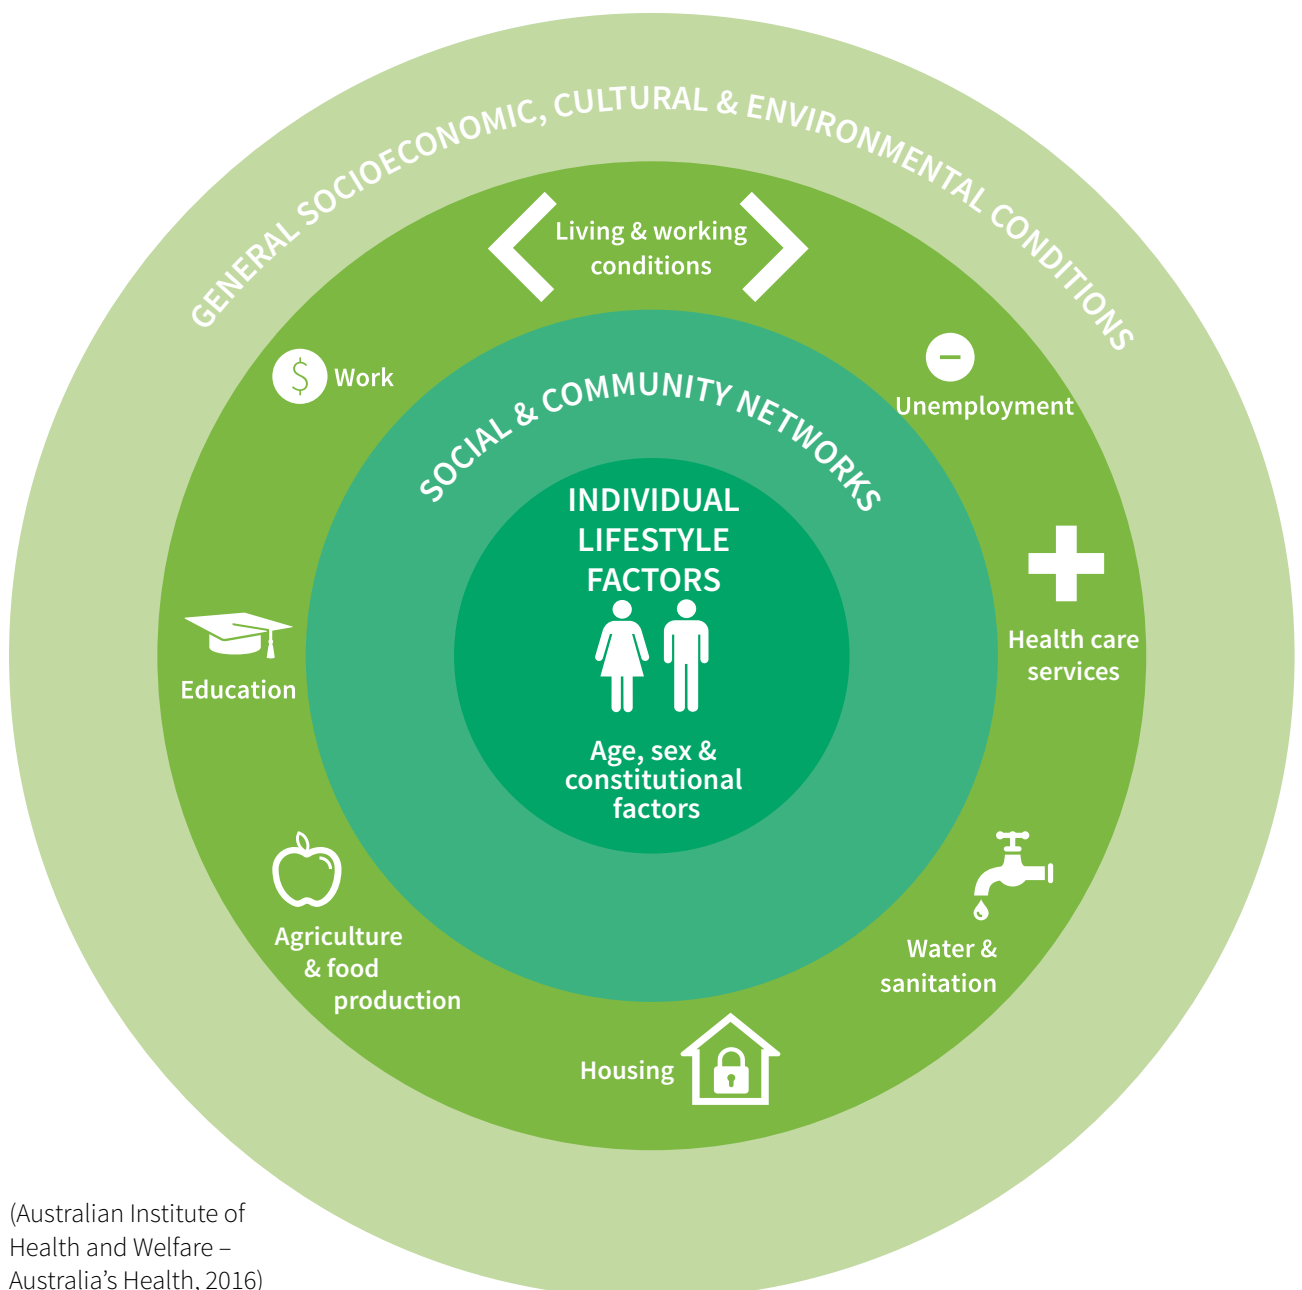 GENERAL SOCIOECONOMIC, CULTURAL & ENVIRONMENTAL CONDITIONS
Living & working
conditions
$ Work
Unemployment
SOCIAL & COMMUNITY NETWORKS
INDIVIDUAL
LIFESTYLE
FACTORS
Education
Health care
services
Age, sex &
constitutional
factors
Agriculture
& food
production
Water &
sanitation
Housing
(Australian Institute of
Health and Welfare –
Australia’s Health, 2016)